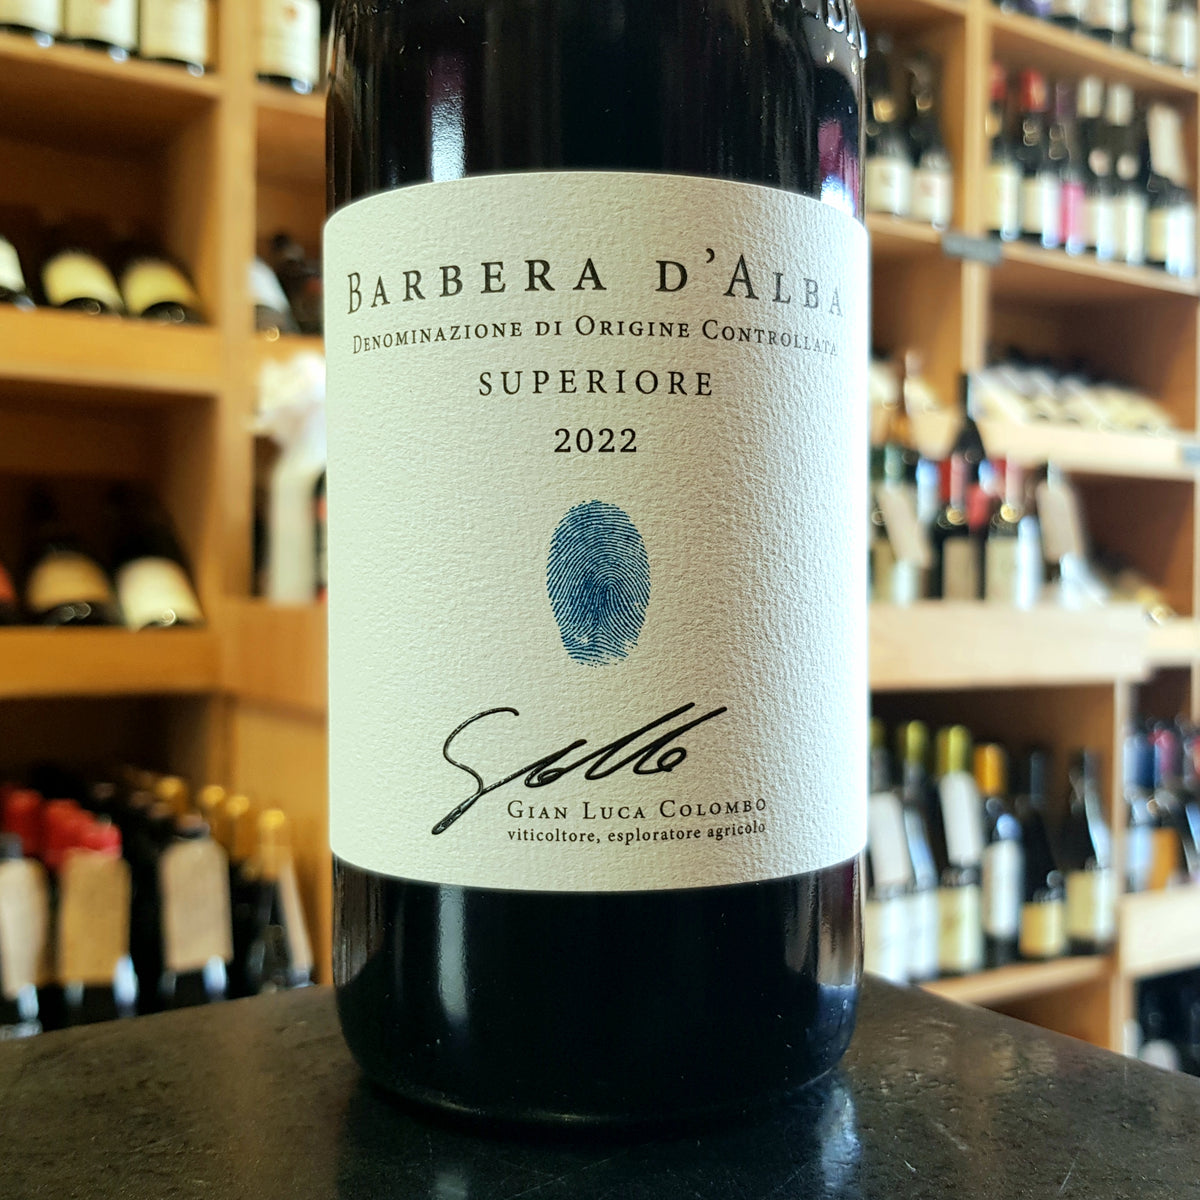 BARBERA D'ALBA
DENOMINAZIONE DI ORIGINE CONTROLLATA
SUPERIORE
2022
GIAN LUCA COLOMBO
viticoltore, esploratore agricolo